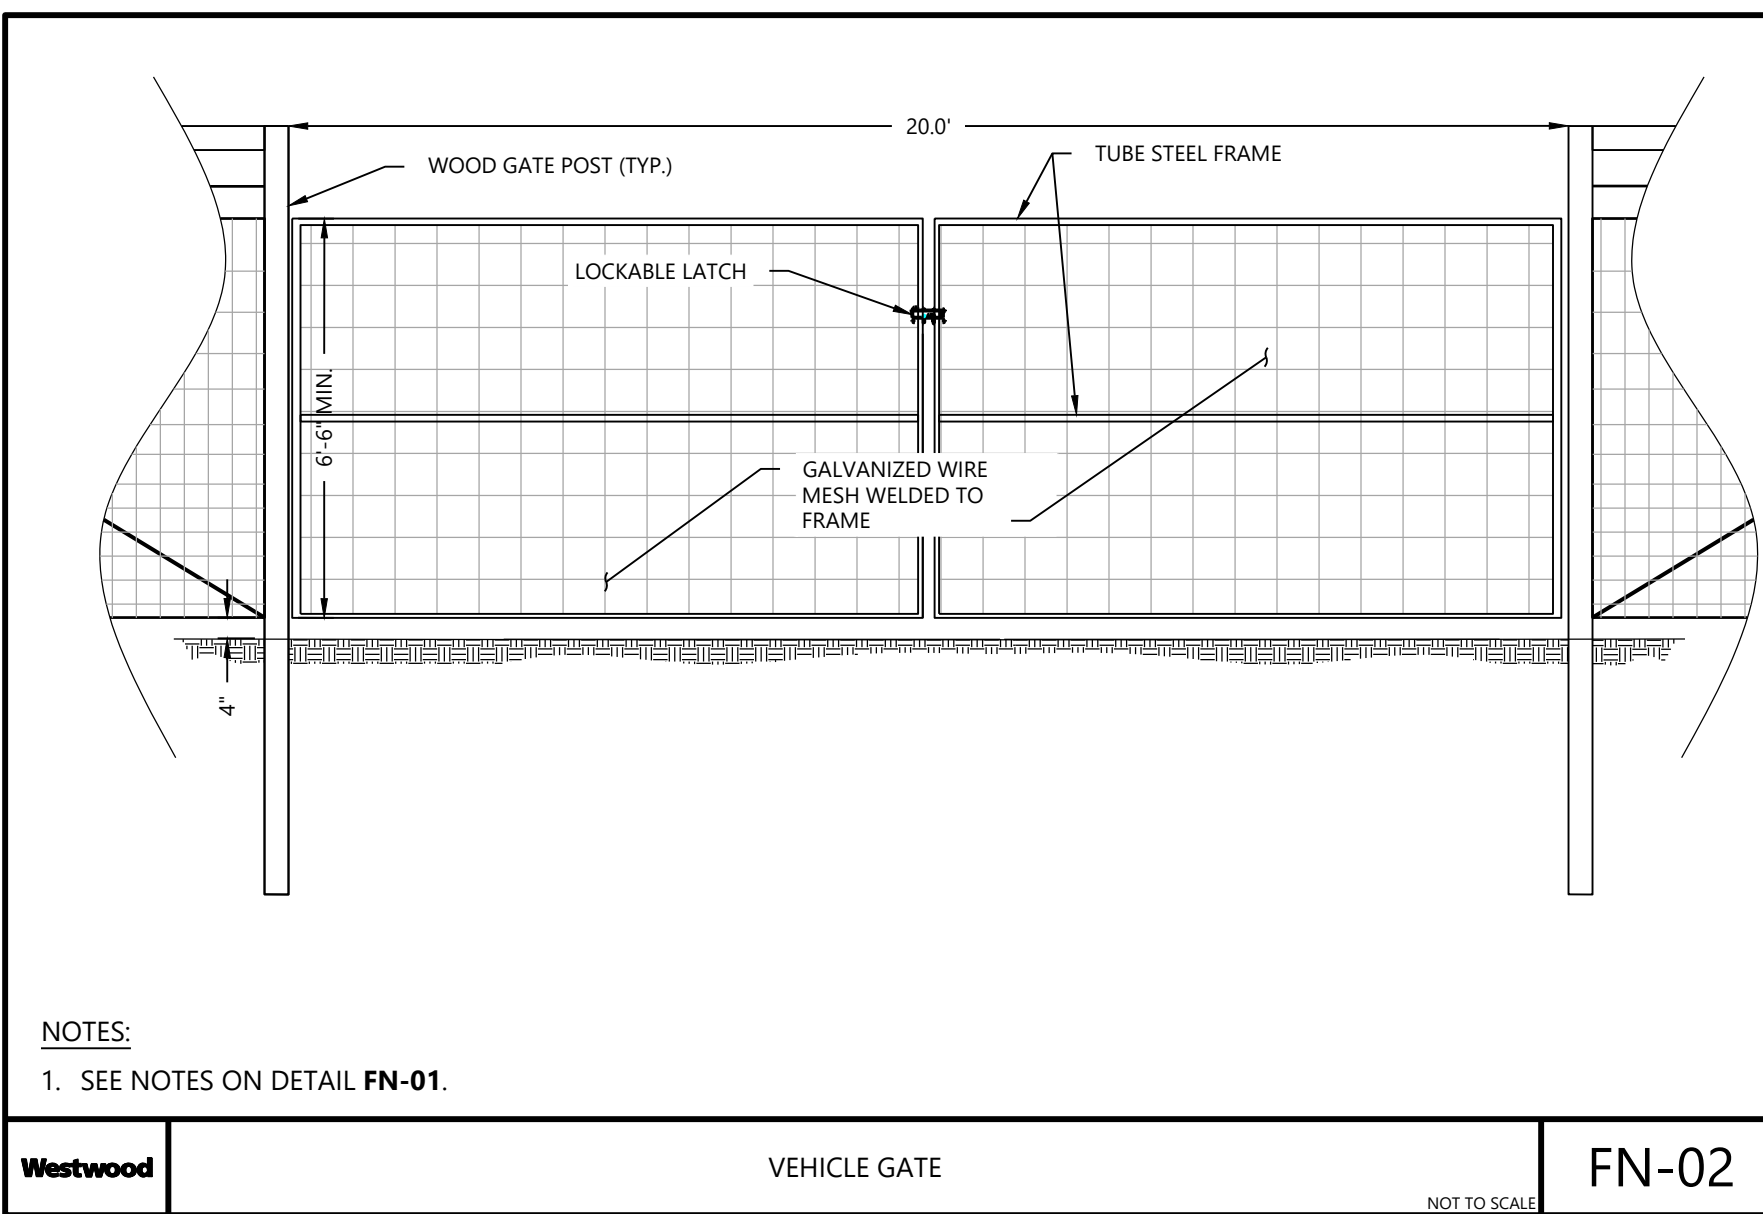 20.0'
WOOD GATE POST (TYP.)
TUBE STEEL FRAME
LOCKABLE LATCH
6'-6" MIN.
GALVANIZED WIRE
MESH WELDED TO
FRAME
4"
NOTES:
1. SEE NOTES ON DETAIL FN-01.
Westwood
VEHICLE GATE
NOT TO SCALE
FN-02